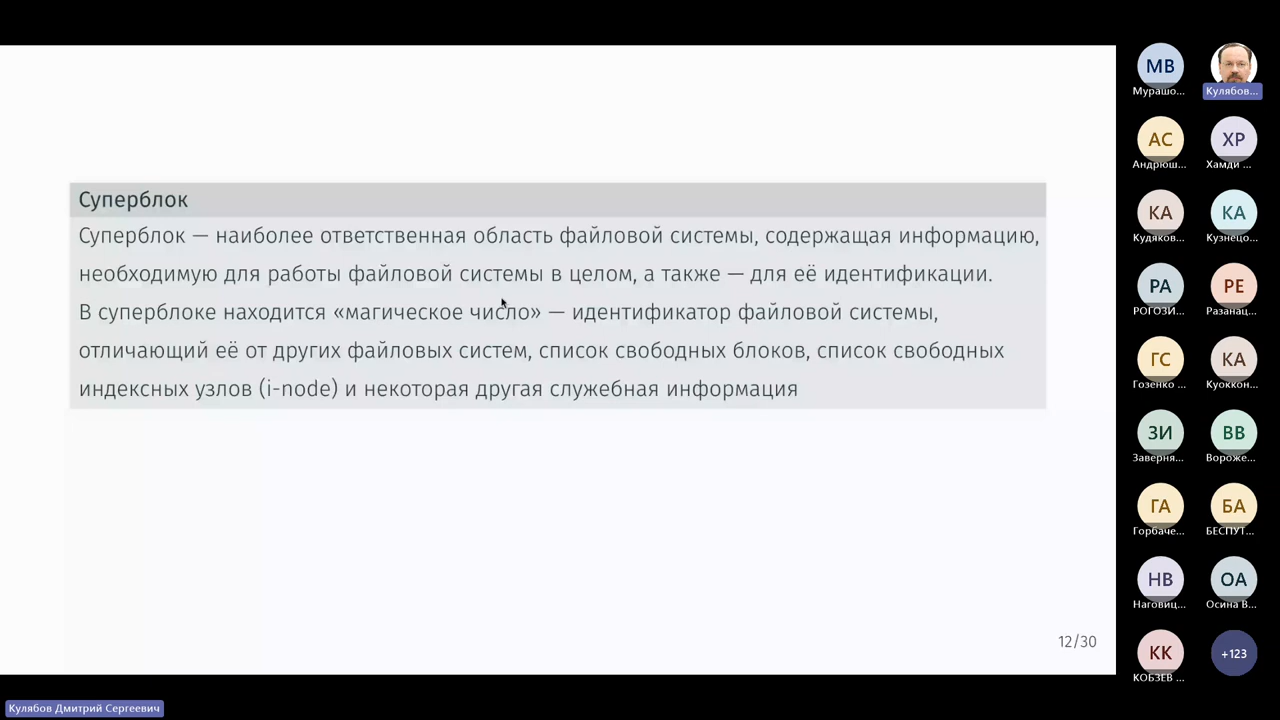 Суперблок
Суперблок — наиболее ответственная область файловой системы, содержащая информацию,
необходимую для работы файловой системы в целом, а также — для её идентификации.
В суперблоке находится «магическое число» — идентификатор файловой системы,
отличающий её от других файловых систем, список свободных блоков, список свободных
индексных узлов (i-node) и некоторая другая служебная информация
12/30
Кулябов Дмитрий Сергеевич
МВ
Мурашо...
Кулябов...
АС
Андрюш...
ХР
Хамди ...
КА
Кудяков...
КА
Кузнецо...
РА
РОГОЗИ...
РЕ
Разанац...
ГС
Гозенко ...
КА
Куоккон...
ЗИ
Заверня...
ВВ
Вороже...
ГА
Горбаче...
БА
БЕСПУТ...
НВ
Наговиц...
ОА
Осина В...
КК
КОБЗЕВ ...
+123